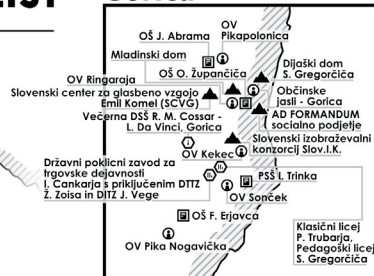 OV
Pikapolonica
OŠ J. Abrama
Mladinski dom
OŠ O. Župančiča
Dijaški dom
S. Gregorčiča
OV Ringaraja
Slovenski center za glasbeno vzgojo
Emil Komel (SCVG)
Občinske
jasli - Gorica
Večerna DSŠ R. M. Cossar -
L. Da Vinci, Gorica
AD FORMANDUM
socialno podjetje
Slovenski izobraževalni
konzorcij Slov.I.K.
OV Kekec
Državni poklicni zavod za
trgovske dejavnosti
I. Cankarja s priključenim DTTZ
Ž. Zoisa in DITZ J. Vege
PSŠ I. Trinka
OV Sonček
OŠ F. Erjavca
OV Pika Nogavička
Klasični licej
P. Trubarja,
Pedagoški licej
S. Gregorčiča